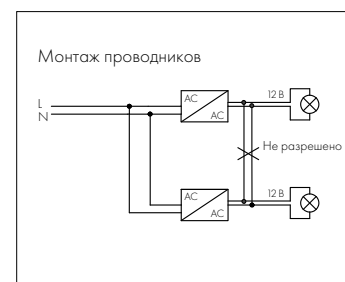 Монтаж проводников
AC
12 В
L
N
AC
Не разрешено
AC
12 В
AC